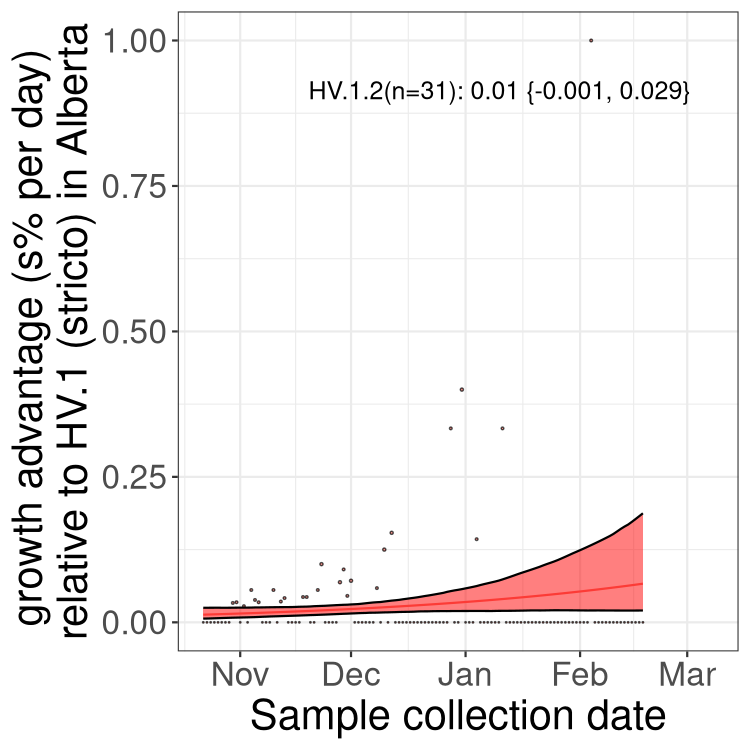 growth advantage (s% per day)
relative to HV.1 (stricto) in Alberta
1.00
0.75
0.50
0.25
0.00
HV.1.2(n=31): 0.01 {-0.001, 0.029}
Nov Dec Jan Feb Mar
Sample collection date